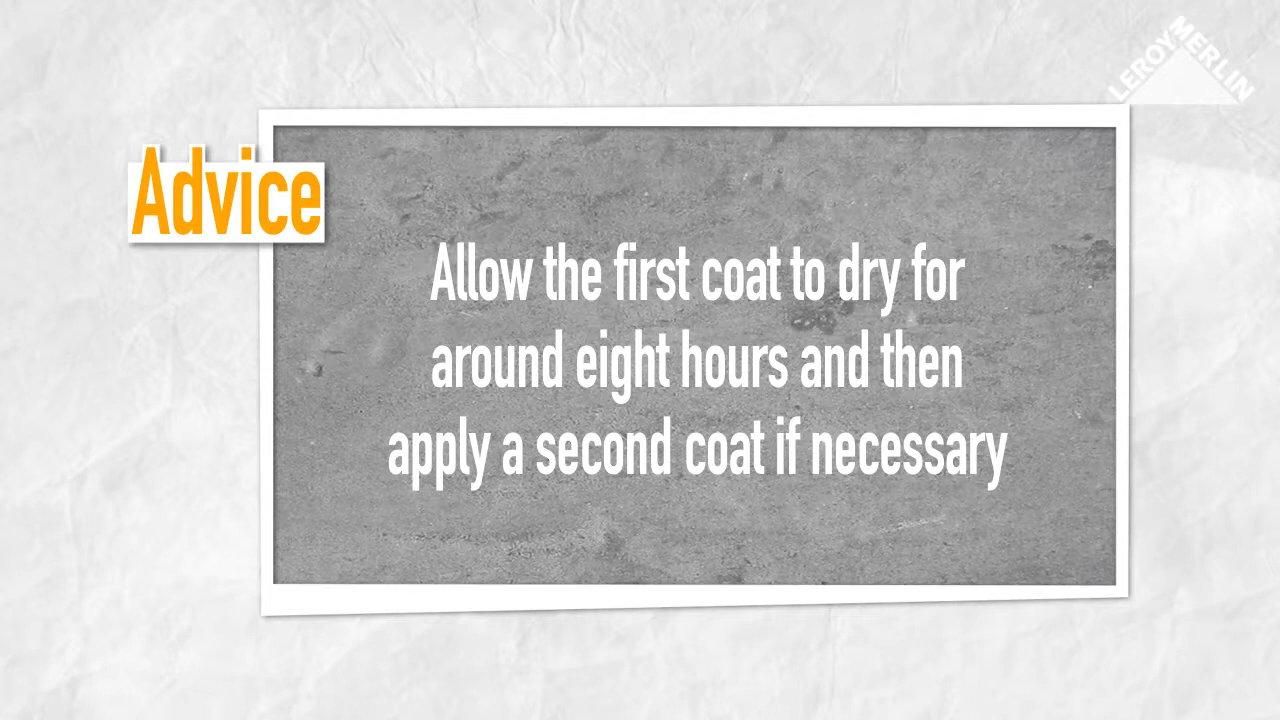 LEROY MERLIN
Advice
Allow the first coat to dry for
around eight hours and then
apply a second coat if necessary